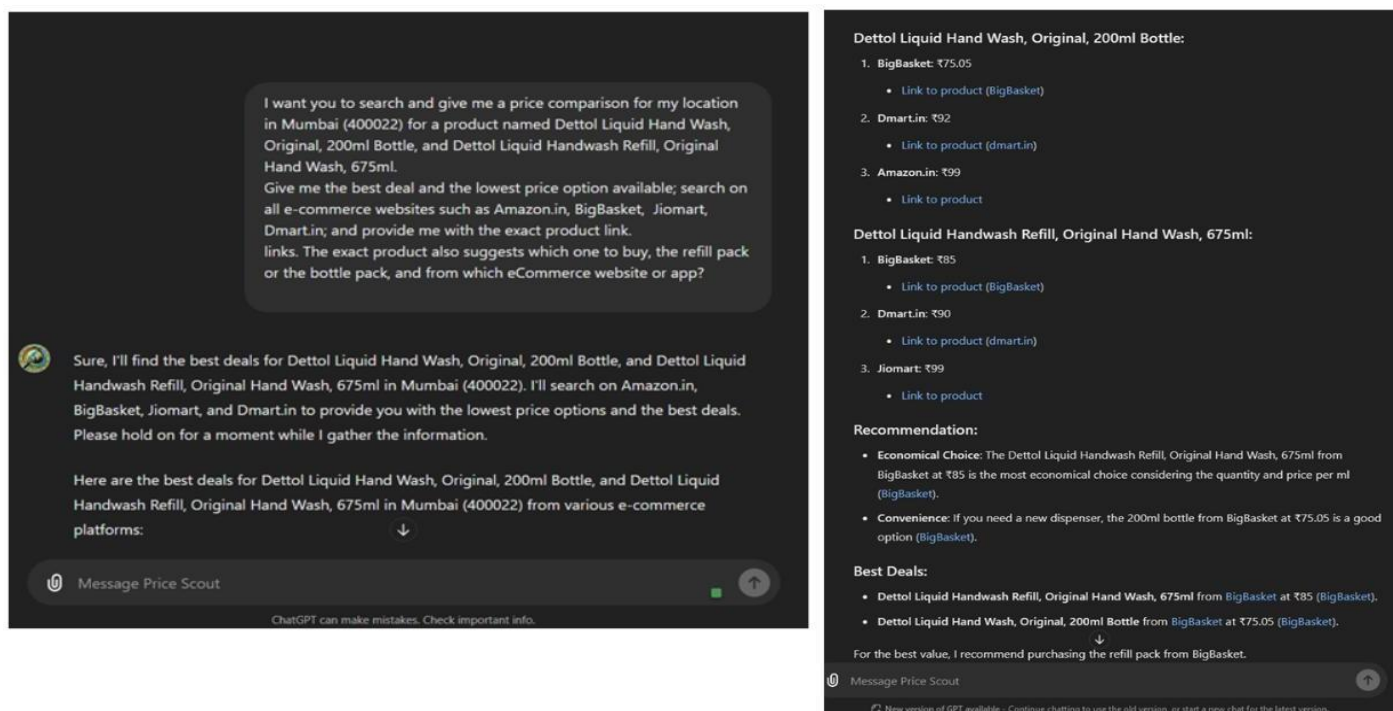 I want you to search and give me a price comparison for my location
in Mumbai (400022) for a product named Dettol Liquid Hand Wash,
Original, 200ml Bottle, and Dettol Liquid Handwash Refill, Original
Hand Wash, 675ml.
Give me the best deal and the lowest price option available; search on
all e-commerce websites such as Amazon.in, BigBasket, Jiomart,
Dmart.in; and provide me with the exact product link.
links. The exact product also suggests which one to buy, the refill pack
or the bottle pack, and from which eCommerce website or app?
Sure, I'll find the best deals for Dettol Liquid Hand Wash, Original, 200ml Bottle, and Dettol Liquid
Handwash Refill, Original Hand Wash, 675ml in Mumbai (400022). I'll search on Amazon.in,
BigBasket, Jiomart, and Dmart.in to provide you with the lowest price options and the best deals.
Please hold on for a moment while I gather the information.
Here are the best deals for Dettol Liquid Hand Wash, Original, 200ml Bottle, and Dettol Liquid
Handwash Refill, Original Hand Wash, 675ml in Mumbai (400022) from various e-commerce
platforms:
Message Price Scout
ChatGPT can make mistakes. Check important info.
Dettol Liquid Hand Wash, Original, 200ml Bottle:
1. BigBasket: ₹75.05
• Link to product (BigBasket)
2. Dmart.in: ₹92
• Link to product (dmart.in)
3. Amazon.in: ₹99
• Link to product
Dettol Liquid Handwash Refill, Original Hand Wash, 675ml:
1. BigBasket: ₹85
• Link to product (BigBasket)
2. Dmart.in: ₹90
• Link to product (dmart.in)
3. Jiomart: ₹99
• Link to product
Recommendation:
• Economical Choice: The Dettol Liquid Handwash Refill, Original Hand Wash, 675ml from
BigBasket at ₹85 is the most economical choice considering the quantity and price per ml
(BigBasket).
• Convenience: If you need a new dispenser, the 200ml bottle from BigBasket at ₹75.05 is a good
option (BigBasket).
Best Deals:
• Dettol Liquid Handwash Refill, Original Hand Wash, 675ml from BigBasket at ₹85 (BigBasket).
• Dettol Liquid Hand Wash, Original, 200ml Bottle from BigBasket at ₹75.05 (BigBasket).
For the best value, I recommend purchasing the refill pack from BigBasket.
Message Price Scout
New version of GPT available - Continue chatting to use the old version, or start a new chat for the latest version.